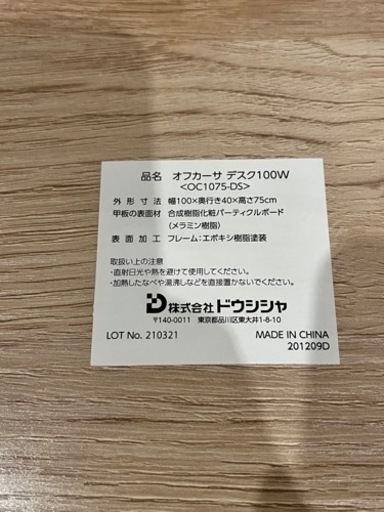 品名 オフカーサ デスク100W
<OC1075-DS>
外形寸法 幅100×奥行き40×高さ75cm
甲板の表面材 合成樹脂化粧パーティクルボード
(メラミン樹脂)
表面加工 フレーム:エポキシ樹脂塗装
取扱い上の注意
・直射日光や熱を避けて使用してください。
・加熱したなべや湯沸しなどを直接置かないでください。
株式会社 ドウシシャ
〒140-0011 東京都品川区東大井1-8-10
LOT No. 210321 MADE IN CHINA
201209D